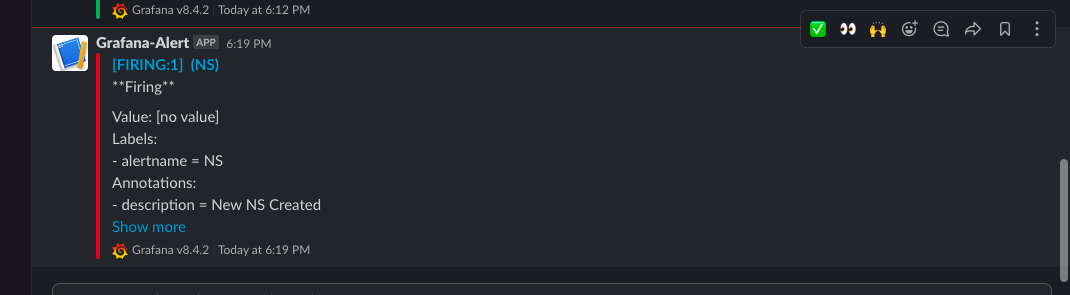 Grafana v8.4.2 | Today at 6:12 PM
Grafana-Alert APP 6:19 PM
[FIRING:1] (NS)
**Firing**
Value: [no value]
Labels:
- alertname = NS
Annotations:
- description = New NS Created
Show more
Grafana v8.4.2 | Today at 6:19 PM